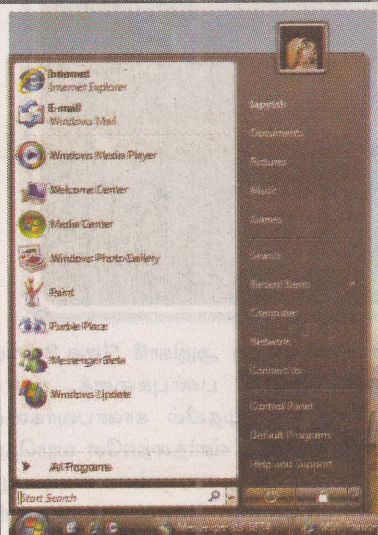 Internet
Internet Explorer
E-mail
Windows Mail
Windows Media Player
Welcome Center
Media Center
Windows Photo Gallery
Paint
Purble Place
Messenger Beta
Windows Update
All Programs
Start Search
Documents
Pictures
Music
Games
Search
Recent Items
Computer
Network
Connect To
Control Panel
Default Programs
Help and Support